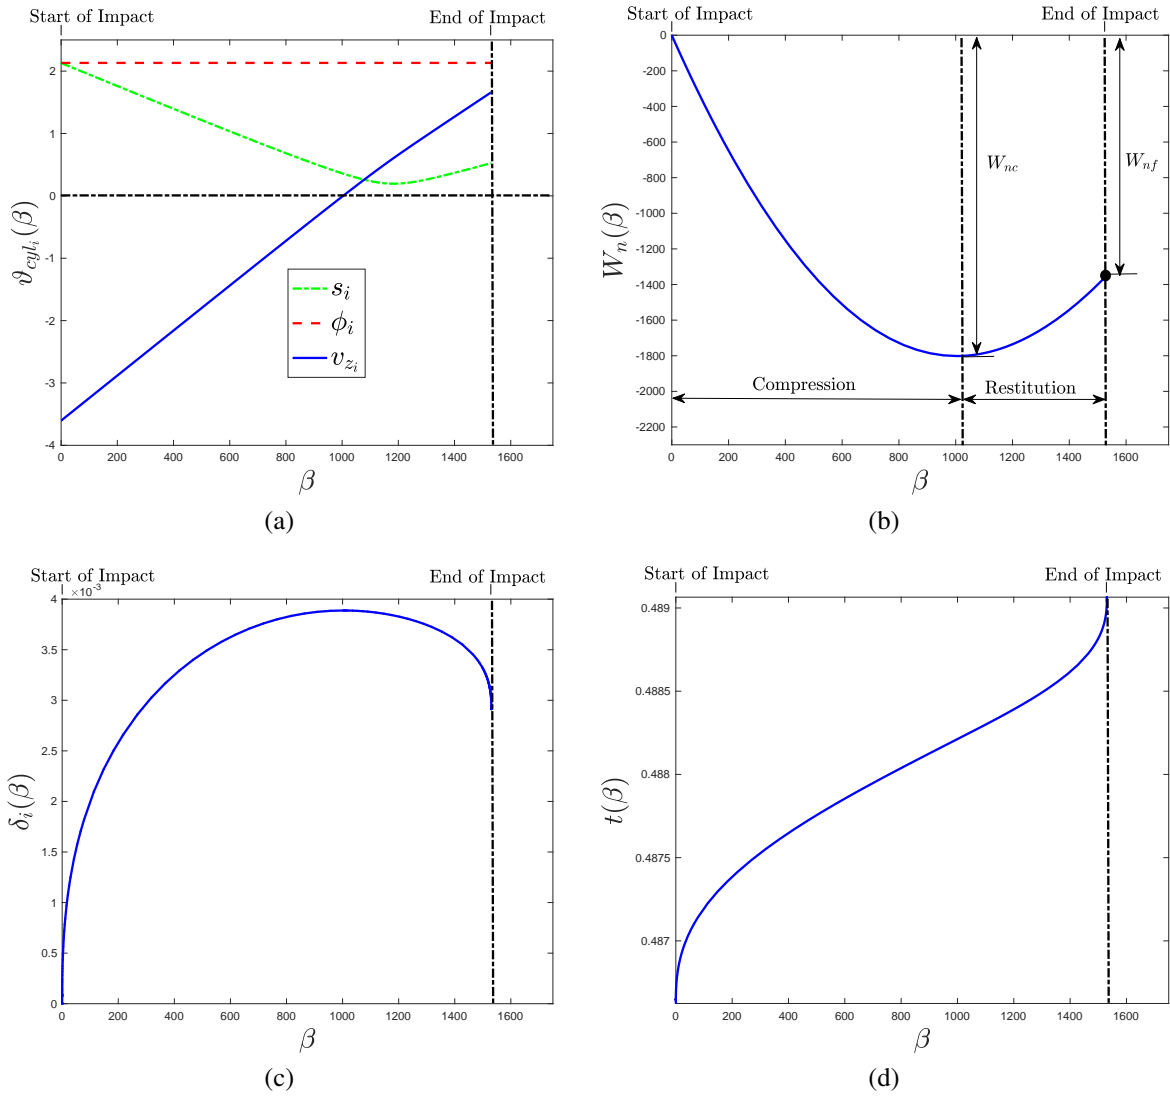 Start of Impact
End of Impact
2
1
0
-1
-2
-3
-4
ϑ_{cyl_i}(β)
s_i
ϕ_i
v_{z_i}
0 200 400 600 800 1000 1200 1400 1600
β
(a)
Start of Impact
End of Impact
0
-200
-400
-600
-800
-1000
-1200
-1400
-1600
-1800
-2000
-2200
W_n(β)
W_{nc}
W_{nf}
Compression
Restitution
0 200 400 600 800 1000 1200 1400 1600
β
(b)
Start of Impact
End of Impact
×10^{-3}
4
3.5
3
2.5
2
1.5
1
0.5
0
δ_i(β)
0 200 400 600 800 1000 1200 1400 1600
β
(c)
Start of Impact
End of Impact
0.489
0.4885
0.488
0.4875
0.487
t(β)
0 200 400 600 800 1000 1200 1400 1600
β
(d)